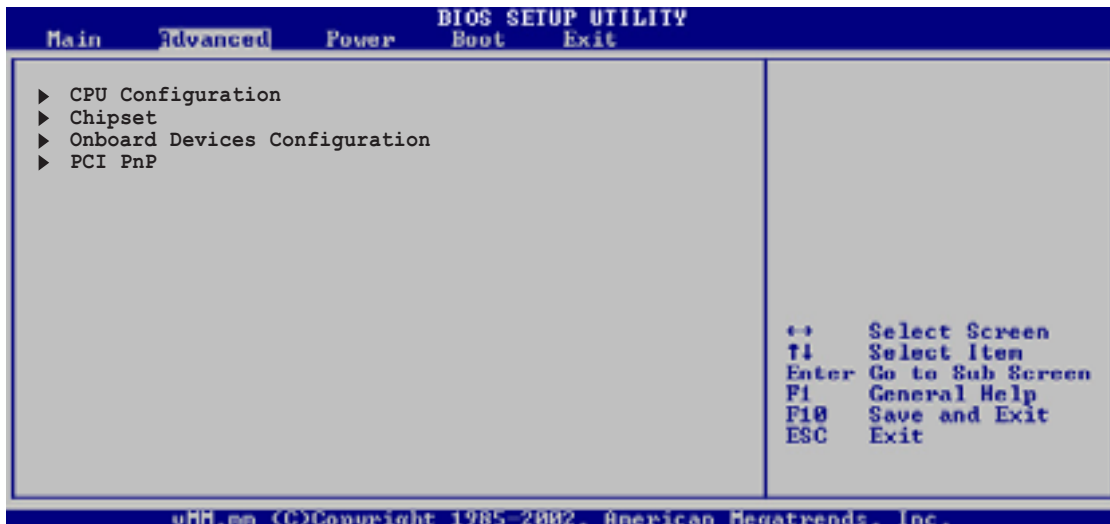 BIOS SETUP UTILITY
Main Advanced Power Boot Exit
CPU Configuration
Chipset
Onboard Devices Configuration
PCI PnP
↔ Select Screen
↑↓ Select Item
Enter Go to Sub Screen
F1 General Help
F10 Save and Exit
ESC Exit
(C)Copyright 1985-2002, American Megatrends, Inc.